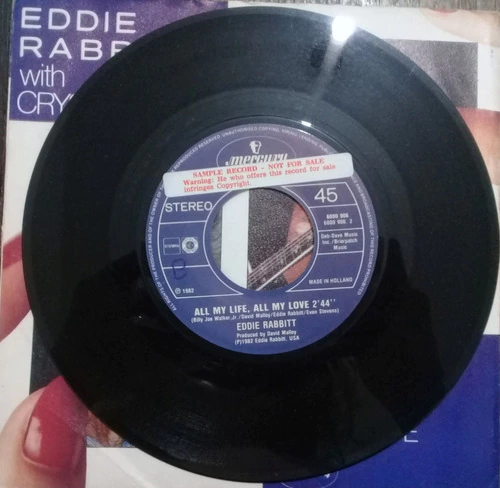 EDDIE
RABB
with
CRY
mercury
SAMPLE RECORD - NOT FOR SALE
Warning: He who offers this record for sale
infringes Copyright.
STEREO
45
6000 908
6000 908. 2
Deb-Dave Music
Inc./Briarpatch
Music
STEMRA
℗ 1982
MADE IN HOLLAND
ALL MY LIFE, ALL MY LOVE 2'44''
(Billy Joe Walker, Jr./David Malloy/Eddie Rabbitt/Even Stevens)
EDDIE RABBITT
Produced by David Malloy
(P)1982 Eddie Rabbitt. USA